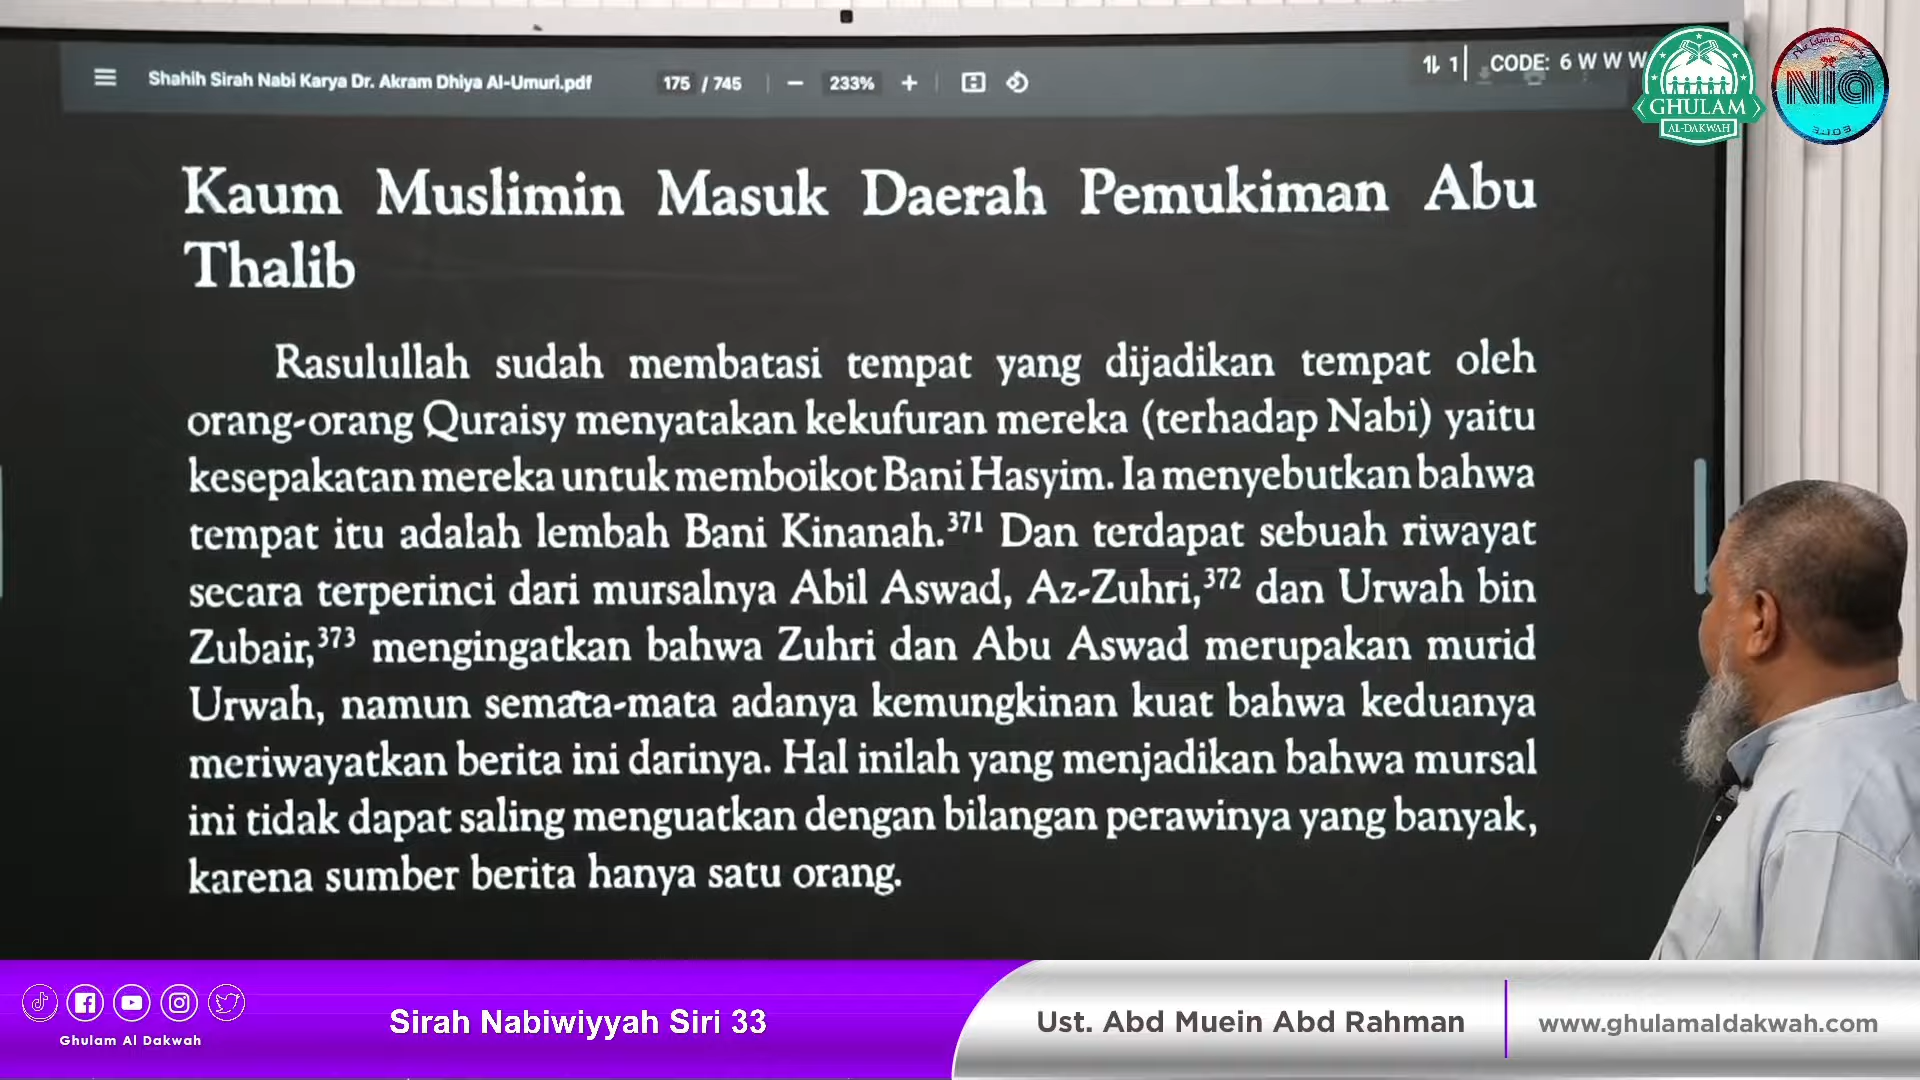 Shahih Sirah Nabi Karya Dr. Akram Dhiya Al-Umuri.pdf
175 / 745
233%
1
CODE: 6 W W W
GHULAM
AL-DAKWAH
NIA
Kaum Muslimin Masuk Daerah Pemukiman Abu
Thalib
Rasulullah sudah membatasi tempat yang dijadikan tempat oleh
orang-orang Quraisy menyatakan kekufuran mereka (terhadap Nabi) yaitu
kesepakatan mereka untuk memboikot Bani Hasyim. Ia menyebutkan bahwa
tempat itu adalah lembah Bani Kinanah.371 Dan terdapat sebuah riwayat
secara terperinci dari mursalnya Abil Aswad, Az-Zuhri,372 dan Urwah bin
Zubair,373 mengingatkan bahwa Zuhri dan Abu Aswad merupakan murid
Urwah, namun semata-mata adanya kemungkinan kuat bahwa keduanya
meriwayatkan berita ini darinya. Hal inilah yang menjadikan bahwa mursal
ini tidak dapat saling menguatkan dengan bilangan perawinya yang banyak,
karena sumber berita hanya satu orang.
Ghulam Al Dakwah
Sirah Nabiwiyyah Siri 33
Ust. Abd Muein Abd Rahman
www.ghulamaldakwah.com